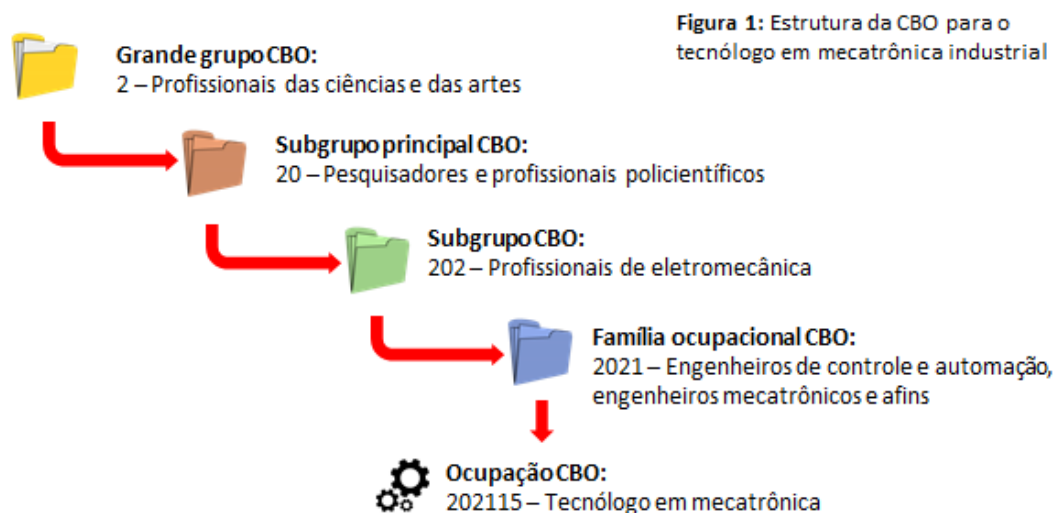 Figura 1: Estrutura da CBO para o
tecnólogo em mecatrônica industrial
Grande grupo CBO:
2 – Profissionais das ciências e das artes
Subgrupo principal CBO:
20 – Pesquisadores e profissionais policientíficos
Subgrupo CBO:
202 – Profissionais de eletromecânica
Família ocupacional CBO:
2021 – Engenheiros de controle e automação,
engenheiros mecatrônicos e afins
Ocupação CBO:
202115 – Tecnólogo em mecatrônica